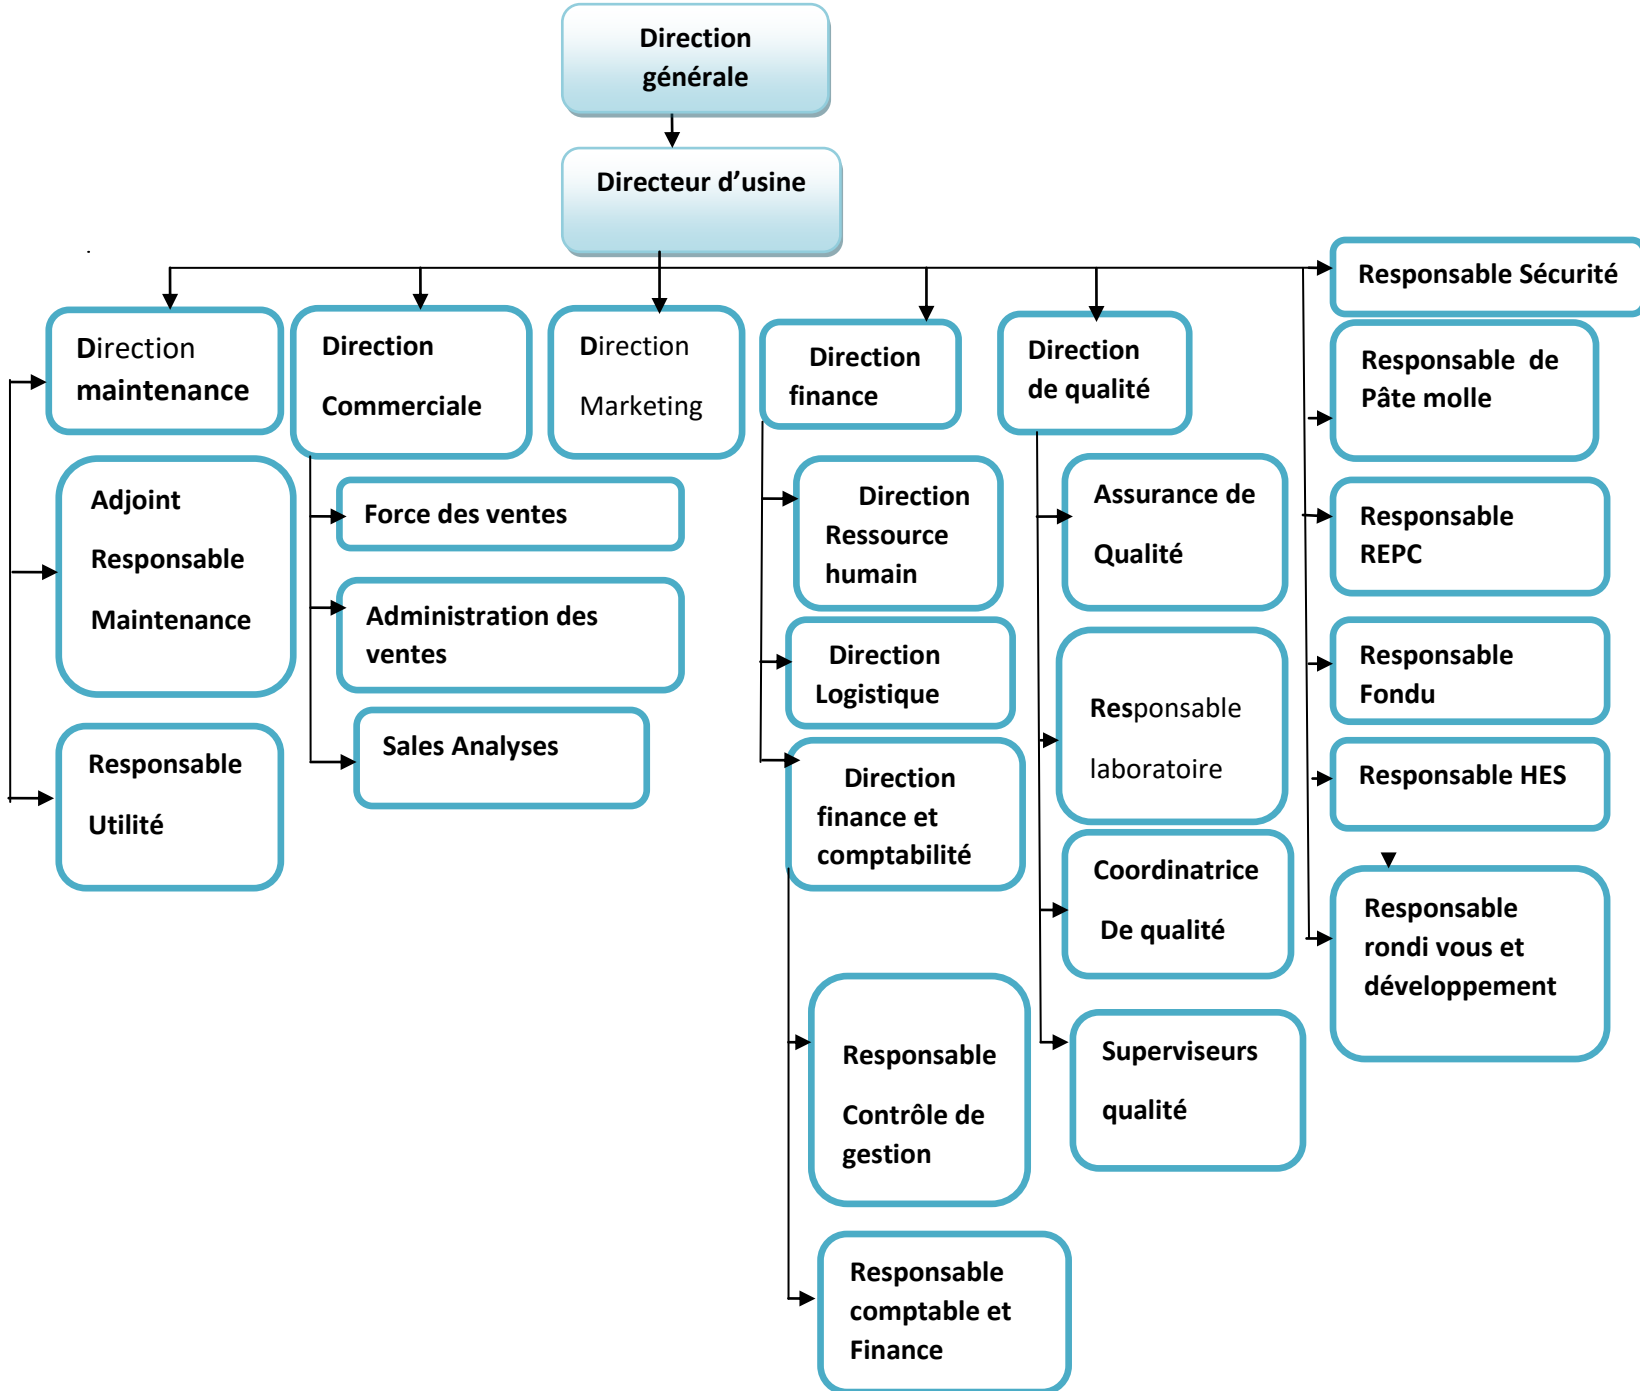 Direction
générale
Directeur d’usine
Direction
maintenance
Adjoint
Responsable
Maintenance
Responsable
Utilité
Direction
Commerciale
Force des ventes
Administration des
ventes
Sales Analyses
Direction
Marketing
Direction
finance
Direction
Ressource
humain
Direction
Logistique
Direction
finance et
comptabilité
Responsable
Contrôle de
gestion
Responsable
comptable et
Finance
Direction
de qualité
Assurance de
Qualité
Responsable
laboratoire
Coordinatrice
De qualité
Superviseurs
qualité
Responsable Sécurité
Responsable de
Pâte molle
Responsable
REPC
Responsable
Fondu
Responsable HES
Responsable
rondi vous et
développement